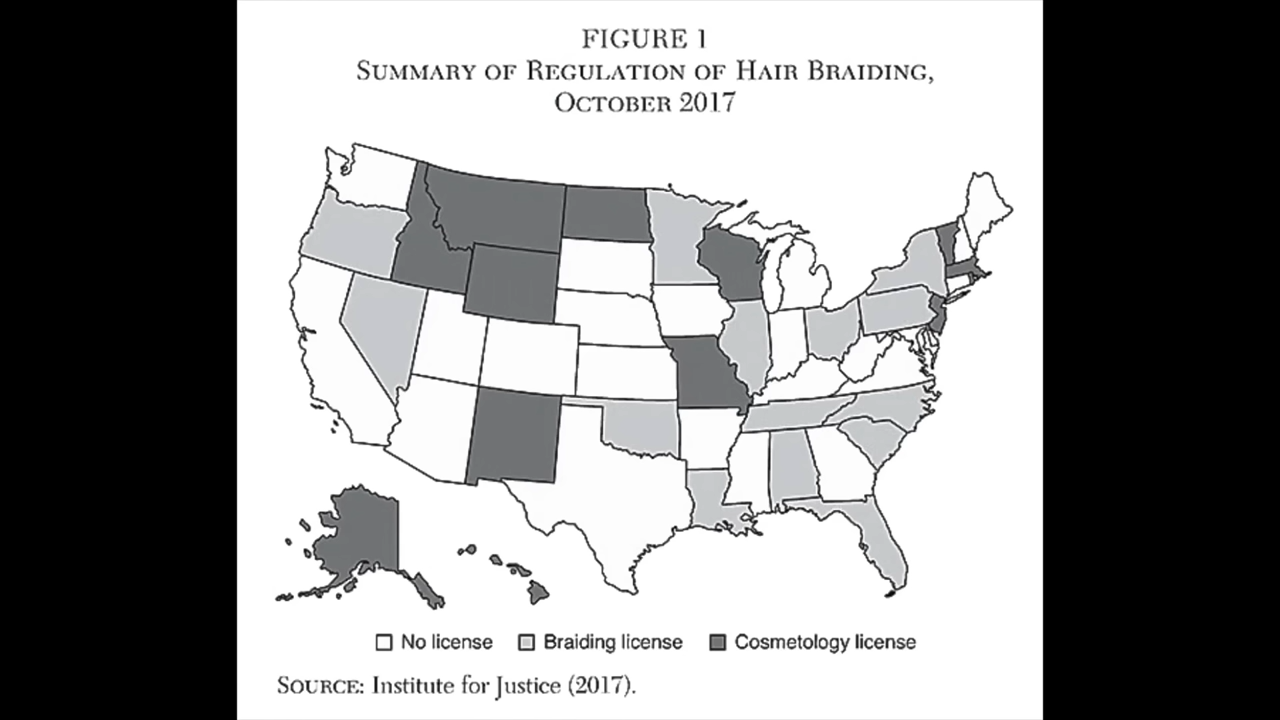 FIGURE 1
SUMMARY OF REGULATION OF HAIR BRAIDING,
OCTOBER 2017
No license Braiding license Cosmetology license
SOURCE: Institute for Justice (2017).